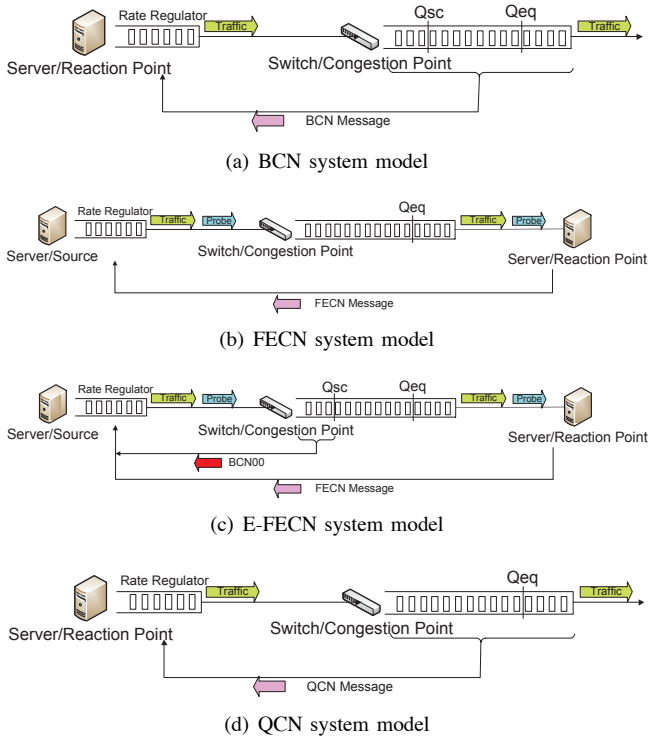 Rate Regulator
Traffic
Qsc
Qeq
Traffic
Server/Reaction Point
Switch/Congestion Point
BCN Message
(a) BCN system model
Rate Regulator
Traffic
Probe
Qeq
Traffic
Probe
Server/Source
Switch/Congestion Point
Server/Reaction Point
FECN Message
(b) FECN system model
Rate Regulator
Traffic
Probe
Qsc
Qeq
Traffic
Probe
Server/Source
Switch/Congestion Point
Server/Reaction Point
BCN00
FECN Message
(c) E-FECN system model
Rate Regulator
Traffic
Qeq
Traffic
Server/Reaction Point
Switch/Congestion Point
QCN Message
(d) QCN system model